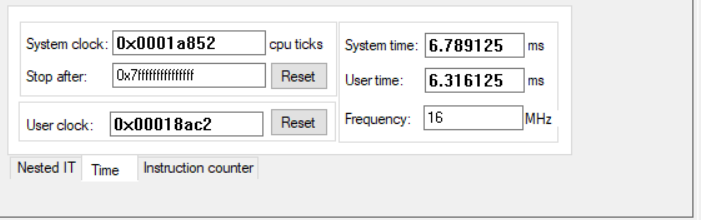 System clock: 0x0001a852 cpu ticks
Stop after: 0x7fffffffffffffff Reset
User clock: 0x00018ac2 Reset
System time: 6.789125 ms
User time: 6.316125 ms
Frequency: 16 MHz
Nested IT Time Instruction counter